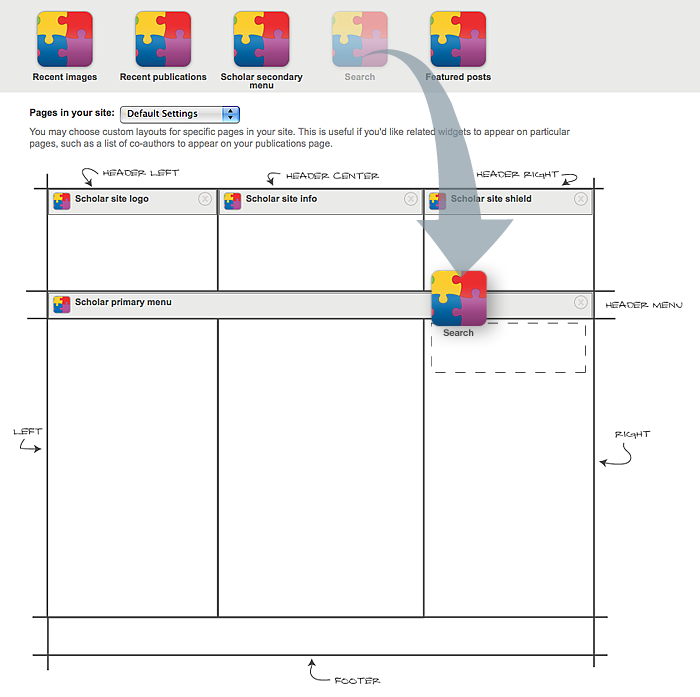 Recent images
Recent publications
Scholar secondary
menu
Search
Featured posts
Pages in your site: Default Settings
You may choose custom layouts for specific pages in your site. This is useful if you'd like related widgets to appear on particular
pages, such as a list of co-authors to appear on your publications page.
HEADER LEFT
HEADER CENTER
HEADER RIGHT
Scholar site logo
Scholar site info
Scholar site shield
Scholar primary menu
HEADER MENU
Search
LEFT
RIGHT
FOOTER